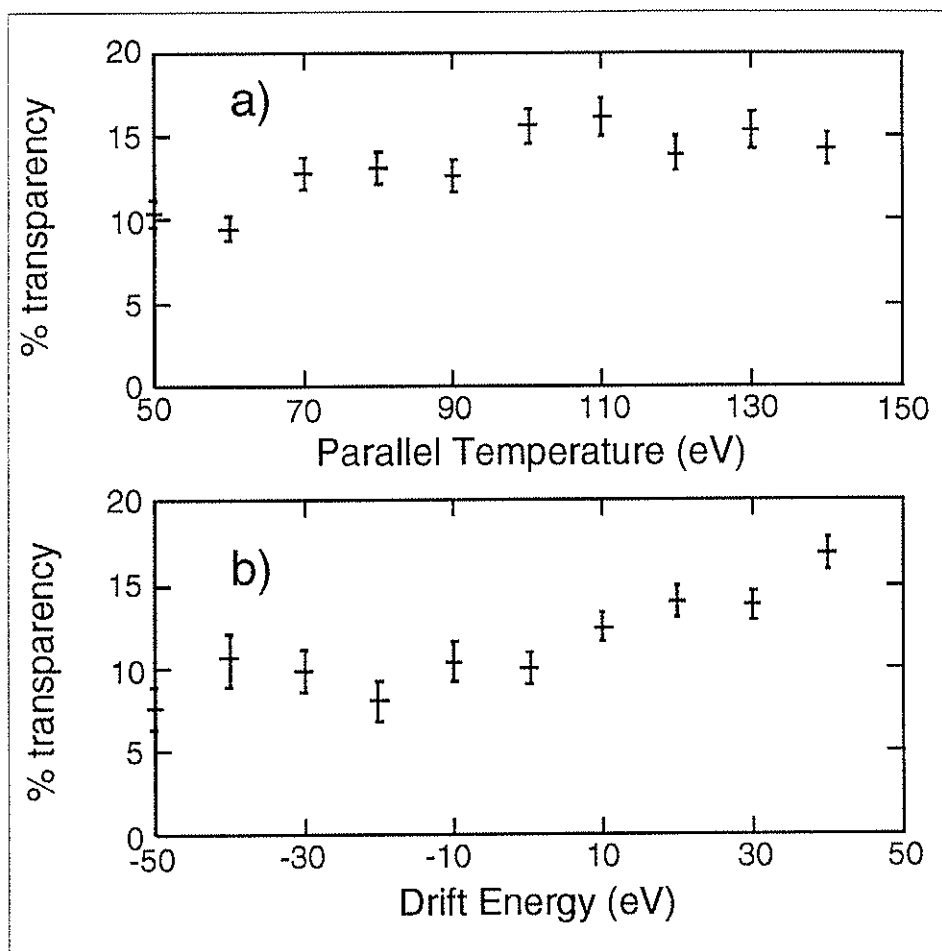 20
a)
15
10
5
0
% transparency
50 70 90 110 130 150
Parallel Temperature (eV)
20
b)
15
10
5
0
% transparency
-50 -30 -10 10 30 50
Drift Energy (eV)